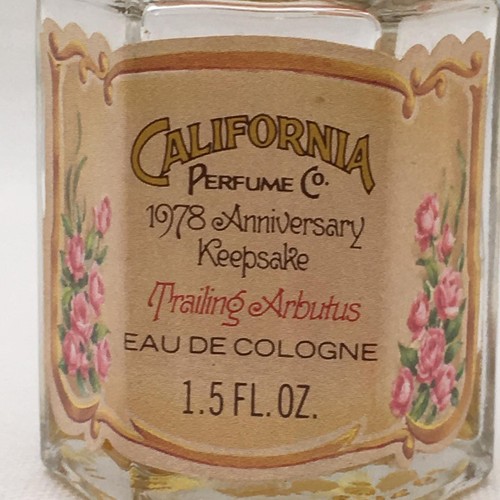 CALIFORNIA
PERFUME CO.
1978 Anniversary
Keepsake
Trailing Arbutus
EAU DE COLOGNE
1.5 FL. OZ.